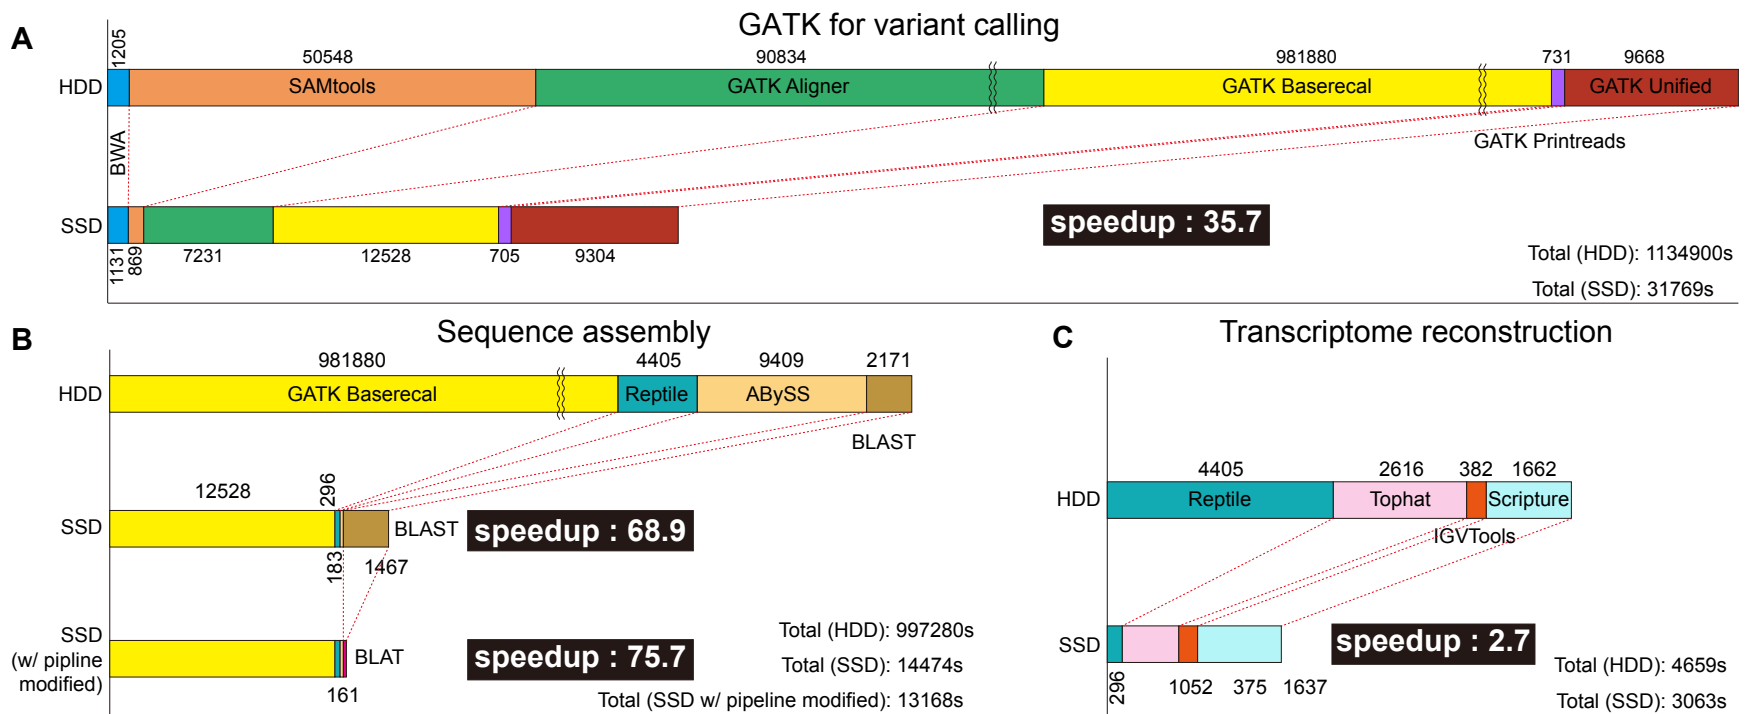 A
GATK for variant calling
1205
50548
90834
981880
731
9668
HDD
SAMtools
GATK Aligner
GATK Baserecal
GATK Unified
BWA
GATK Printreads
SSD
1131
869
7231
12528
705
9304
speedup : 35.7
Total (HDD): 1134900s
Total (SSD): 31769s
B
Sequence assembly
981880
4405
9409
2171
HDD
GATK Baserecal
Reptile
ABySS
BLAST
12528
296
SSD
BLAST
183
1467
speedup : 68.9
SSD
(w/ pipline
modified)
BLAT
161
speedup : 75.7
Total (HDD): 997280s
Total (SSD): 14474s
Total (SSD w/ pipeline modified): 13168s
C
Transcriptome reconstruction
4405
2616
382
1662
HDD
Reptile
Tophat
Scripture
IGVTools
SSD
296
1052
375
1637
speedup : 2.7
Total (HDD): 4659s
Total (SSD): 3063s